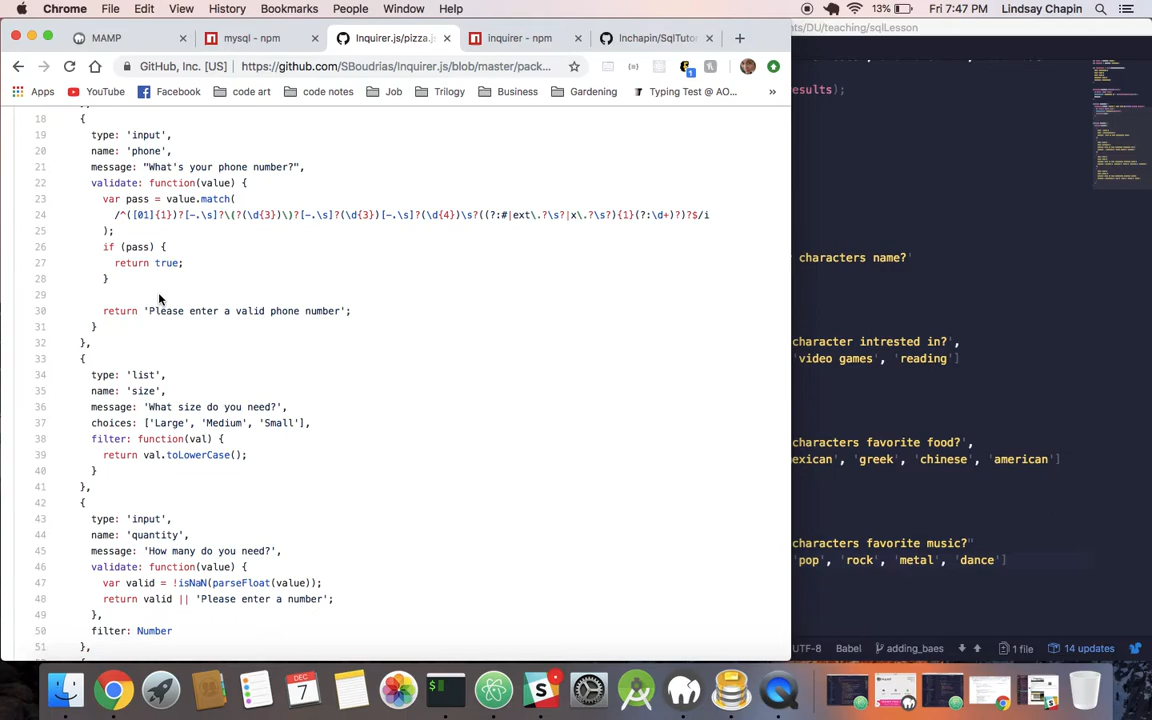 Chrome File Edit View History Bookmarks People Window Help 13% Fri 7:47 PM Lindsay Chapin
MAMP mysql - npm Inquirer.js/pizza.js inquirer - npm lnchapin/SqlTutor
nts/DU/teaching/sqlLesson
GitHub, Inc. [US] https://github.com/SBoudrias/Inquirer.js/blob/master/pack...
Apps YouTube Facebook code art code notes Job Trilogy Business Gardening Typing Test @ AO... »
esults);
18 {
19 type: 'input',
20 name: 'phone',
21 message: "What's your phone number?",
22 validate: function(value) {
23 var pass = value.match(
24 /^([01]{1})?[-.\s]?\(?(\d{3})\)?[-.\s]?(\d{3})[-.\s]?(\d{4})\s?((?:#|ext\.?\s?|x\.?\s?){1}(?:\d+)?)?$/i
25 );
26 if (pass) {
27 return true;
28 }
29
30 return 'Please enter a valid phone number';
31 }
32 },
33 {
34 type: 'list',
35 name: 'size',
36 message: 'What size do you need?',
37 choices: ['Large', 'Medium', 'Small'],
38 filter: function(val) {
39 return val.toLowerCase();
40 }
41 },
42 {
43 type: 'input',
44 name: 'quantity',
45 message: 'How many do you need?',
46 validate: function(value) {
47 var valid = !isNaN(parseFloat(value));
48 return valid || 'Please enter a number';
49 },
50 filter: Number
51 },
characters name?'
character intrested in?',
'video games', 'reading']
characters favorite food?',
exican', 'greek', 'chinese', 'american']
characters favorite music?"
'pop', 'rock', 'metal', 'dance']
UTF-8 Babel adding_baes 1 file 14 updates
DEC
7